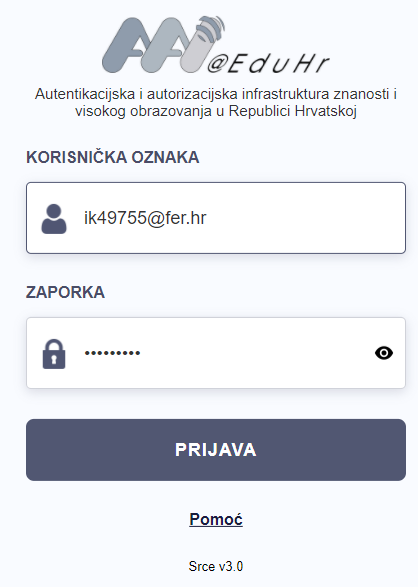 AAI@EduHr
Autentikacijska i autorizacijska infrastruktura znanosti i
visokog obrazovanja u Republici Hrvatskoj
KORISNIČKA OZNAKA
ik49755@fer.hr
ZAPORKA
•••••••••
PRIJAVA
Pomoć
Srce v3.0